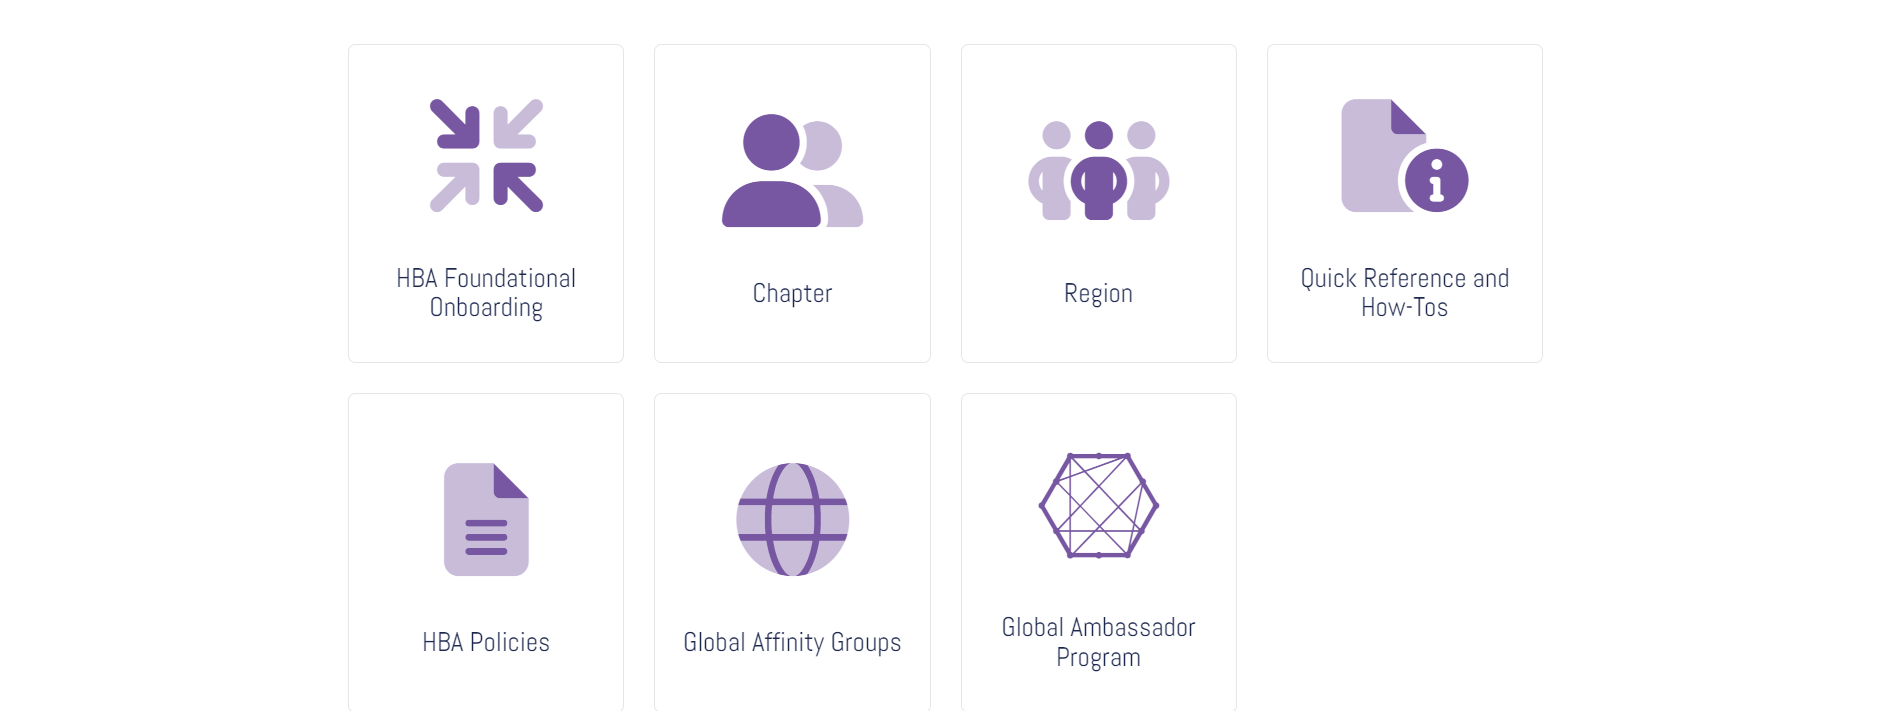 HBA Foundational
Onboarding
Chapter
Region
Quick Reference and
How-Tos
HBA Policies
Global Affinity Groups
Global Ambassador
Program